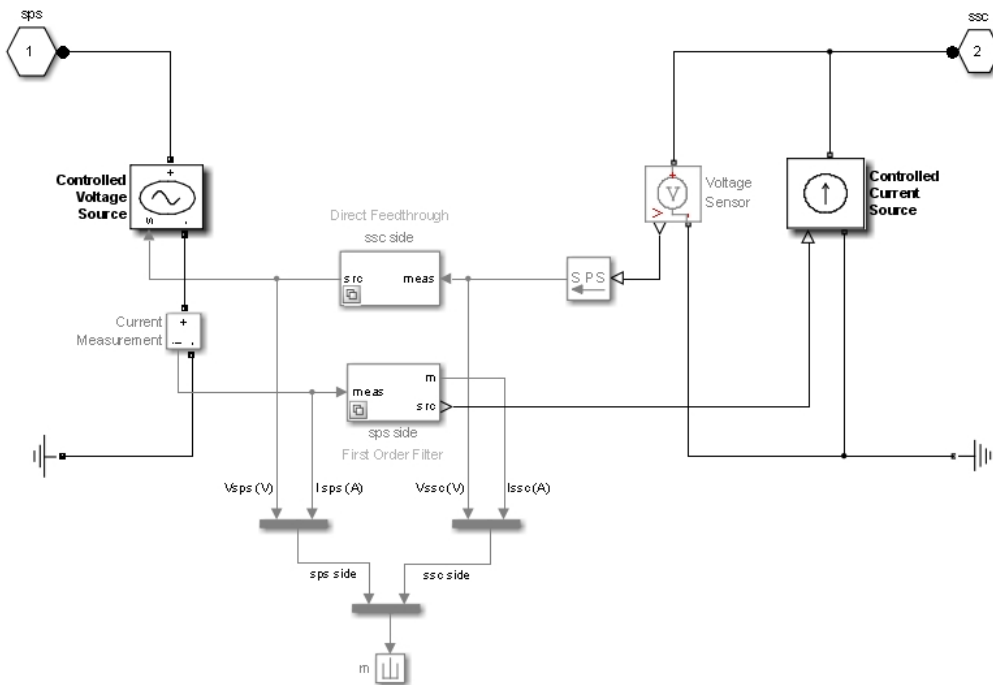 sps
1
ssc
2
Controlled
Voltage
Source
+
s
-
Direct Feedthrough
ssc side
src
meas
SPS
V
+
-
V
Voltage
Sensor
Controlled
Current
Source
Current
Measurement
+
i
-
meas
m
src
sps side
First Order Filter
Vsps(V)
Isps(A)
Vssc(V)
Issc(A)
sps side
ssc side
m